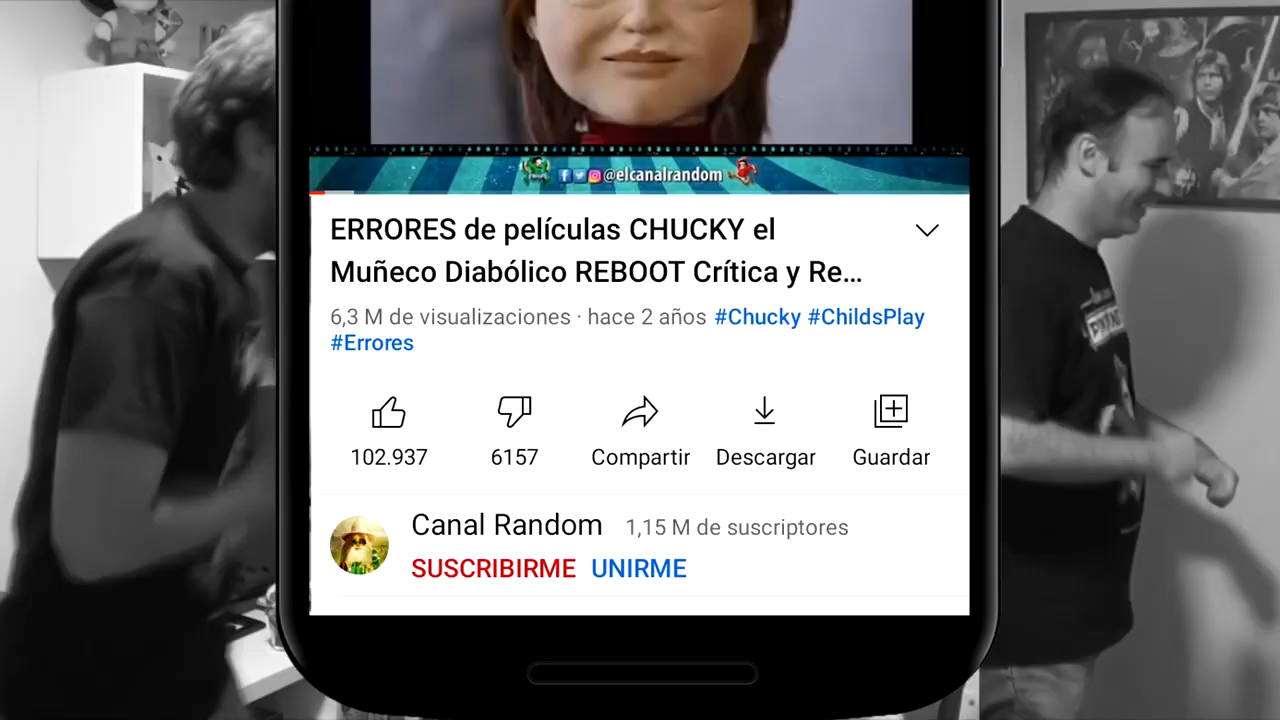 @elcanalrandom
ERRORES de películas CHUCKY el
Muñeco Diabólico REBOOT Crítica y Re...
6,3 M de visualizaciones · hace 2 años #Chucky #ChildsPlay
#Errores
102.937 6157 Compartir Descargar Guardar
Canal Random 1,15 M de suscriptores
SUSCRIBIRME UNIRME